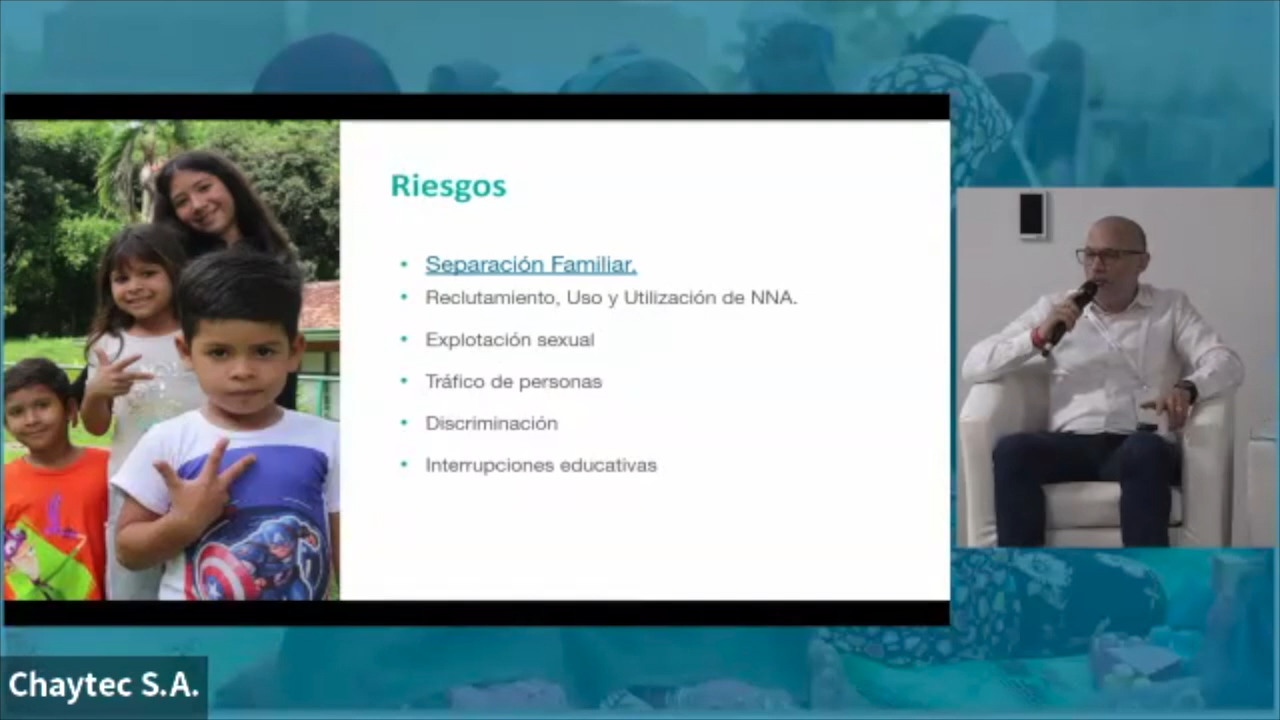 Riesgos
• Separación Familiar.
• Reclutamiento, Uso y Utilización de NNA.
• Explotación sexual
• Tráfico de personas
• Discriminación
• Interrupciones educativas
Chaytec S.A.